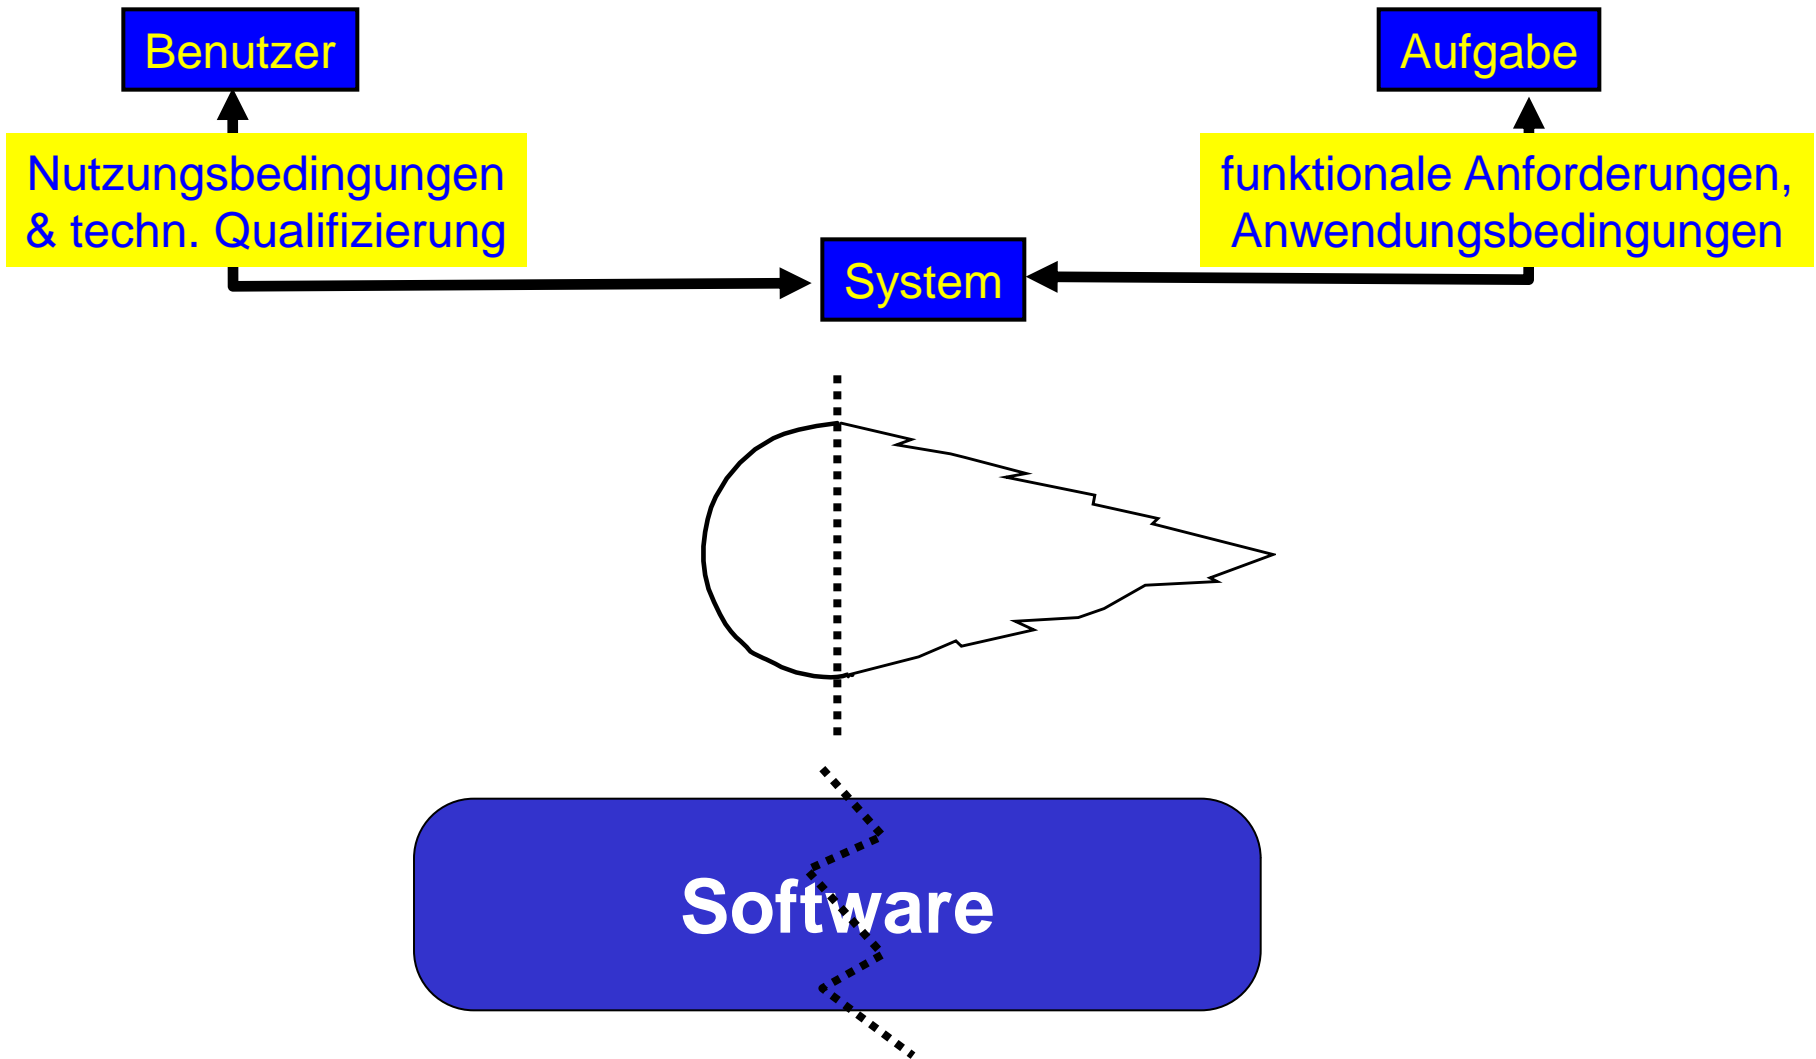 Benutzer
Aufgabe
Nutzungsbedingungen
& techn. Qualifizierung
funktionale Anforderungen,
Anwendungsbedingungen
System
Software